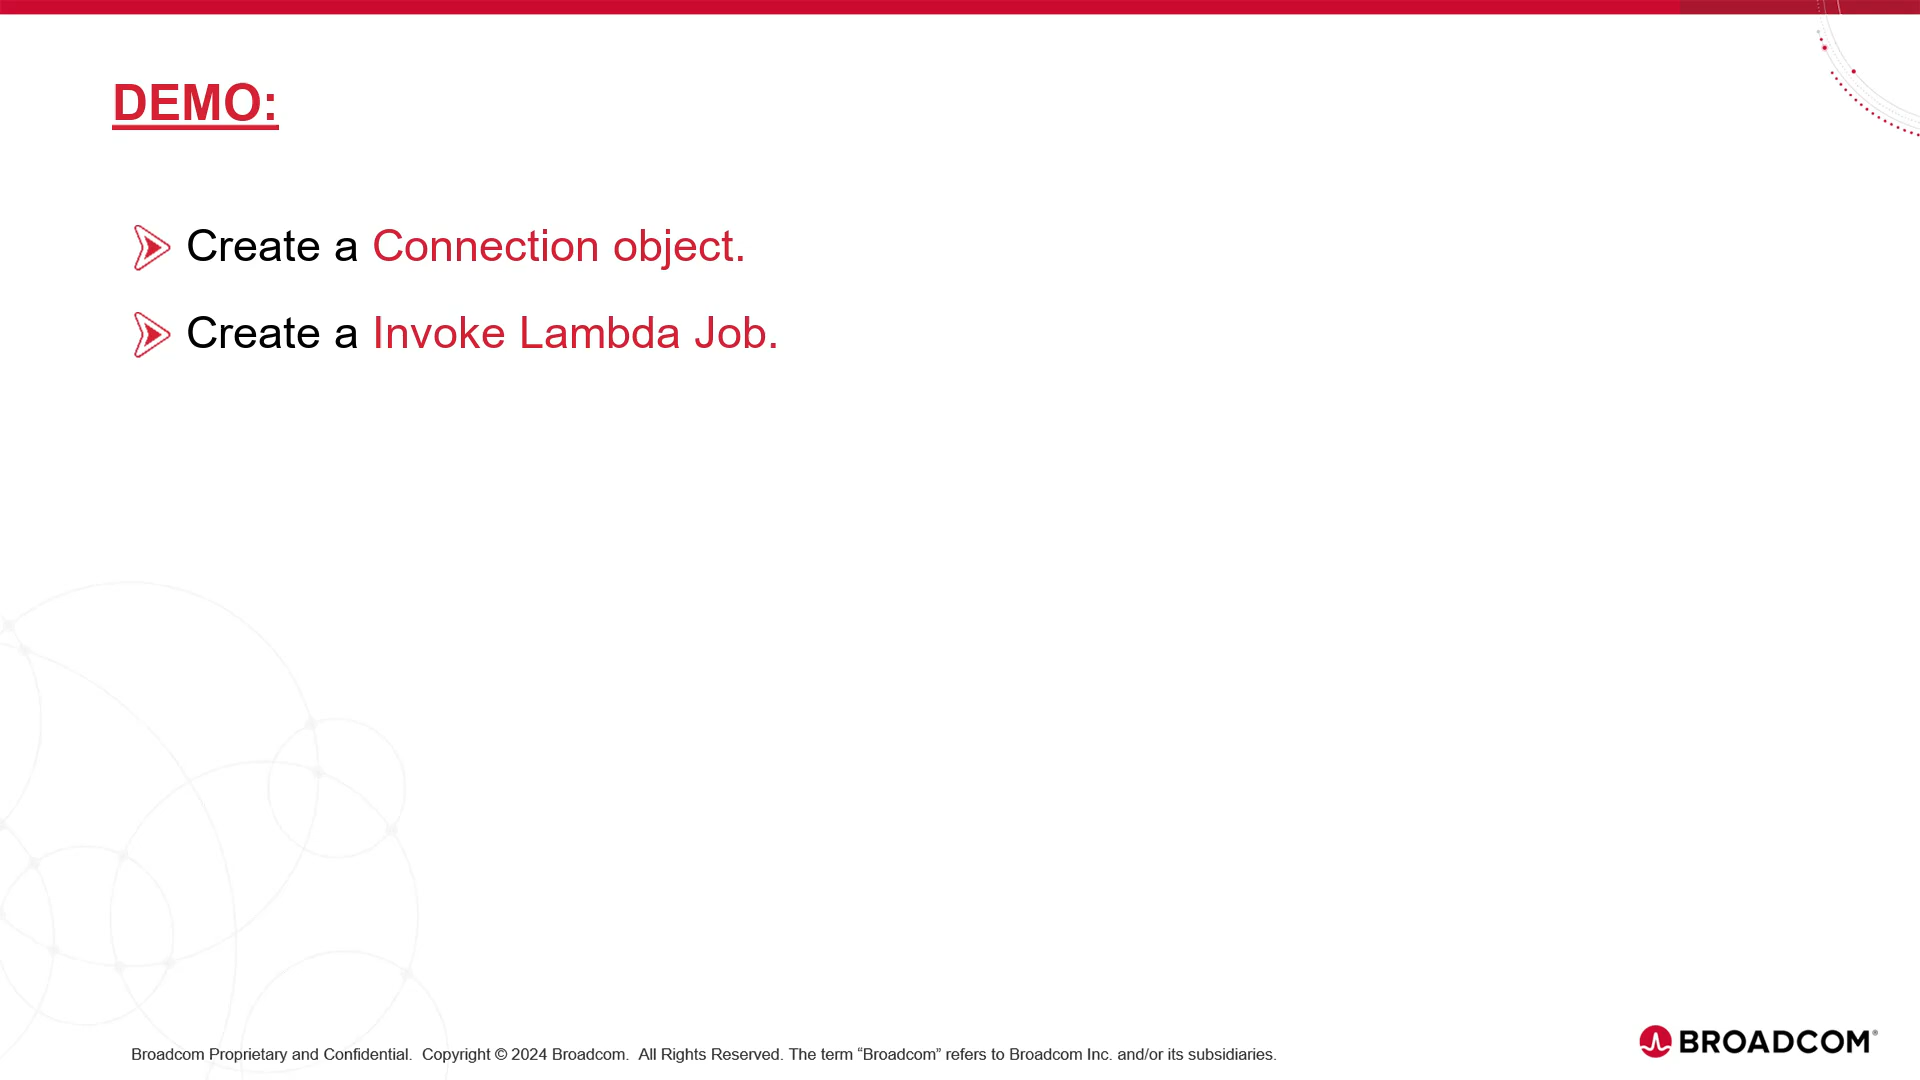 DEMO:
Create a Connection object.
Create a Invoke Lambda Job.
Broadcom Proprietary and Confidential.  Copyright © 2024 Broadcom.  All Rights Reserved. The term “Broadcom” refers to Broadcom Inc. and/or its subsidiaries.
BROADCOM®